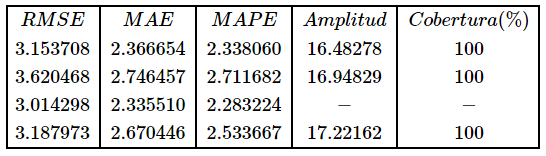 RMSE MAE MAPE Amplitud Cobertura(%)
3.153708 2.366654 2.338060 16.48278 100
3.620468 2.746457 2.711682 16.94829 100
3.014298 2.335510 2.283224 − −
3.187973 2.670446 2.533667 17.22162 100